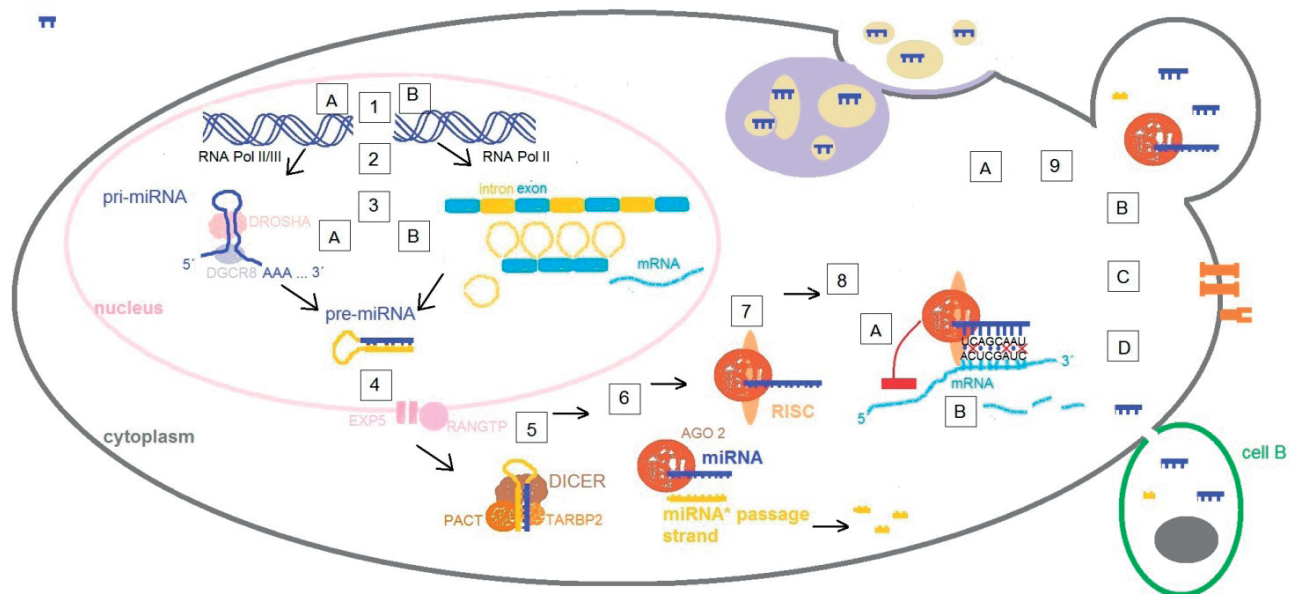 A
1
B
RNA Pol II/III
RNA Pol II
2
pri-miRNA
3
intron exon
DROSHA
A
B
5´
DGCR8 AAA ... 3´
mRNA
nucleus
pre-miRNA
4
EXP5
RANGTP
cytoplasm
5
6
7
8
DICER
PACT
TARBP2
AGO 2
miRNA
miRNA* passage
strand
RISC
A
UCAGCAAU
ACUCGAUC
3´
mRNA
5
B
A
9
B
C
D
cell B